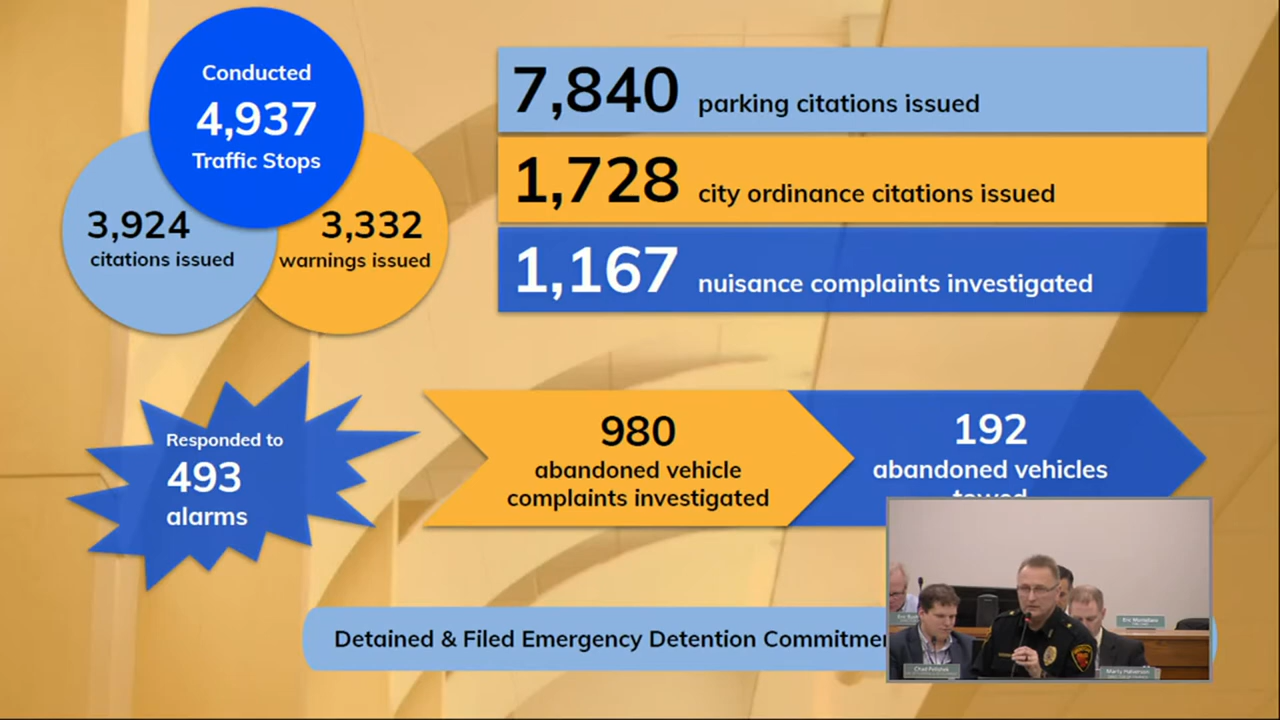 Conducted
4,937
Traffic Stops
3,924
citations issued
3,332
warnings issued
7,840 parking citations issued
1,728 city ordinance citations issued
1,167 nuisance complaints investigated
Responded to
493
alarms
980
abandoned vehicle
complaints investigated
192
abandoned vehicles
towed
Detained & Filed Emergency Detention